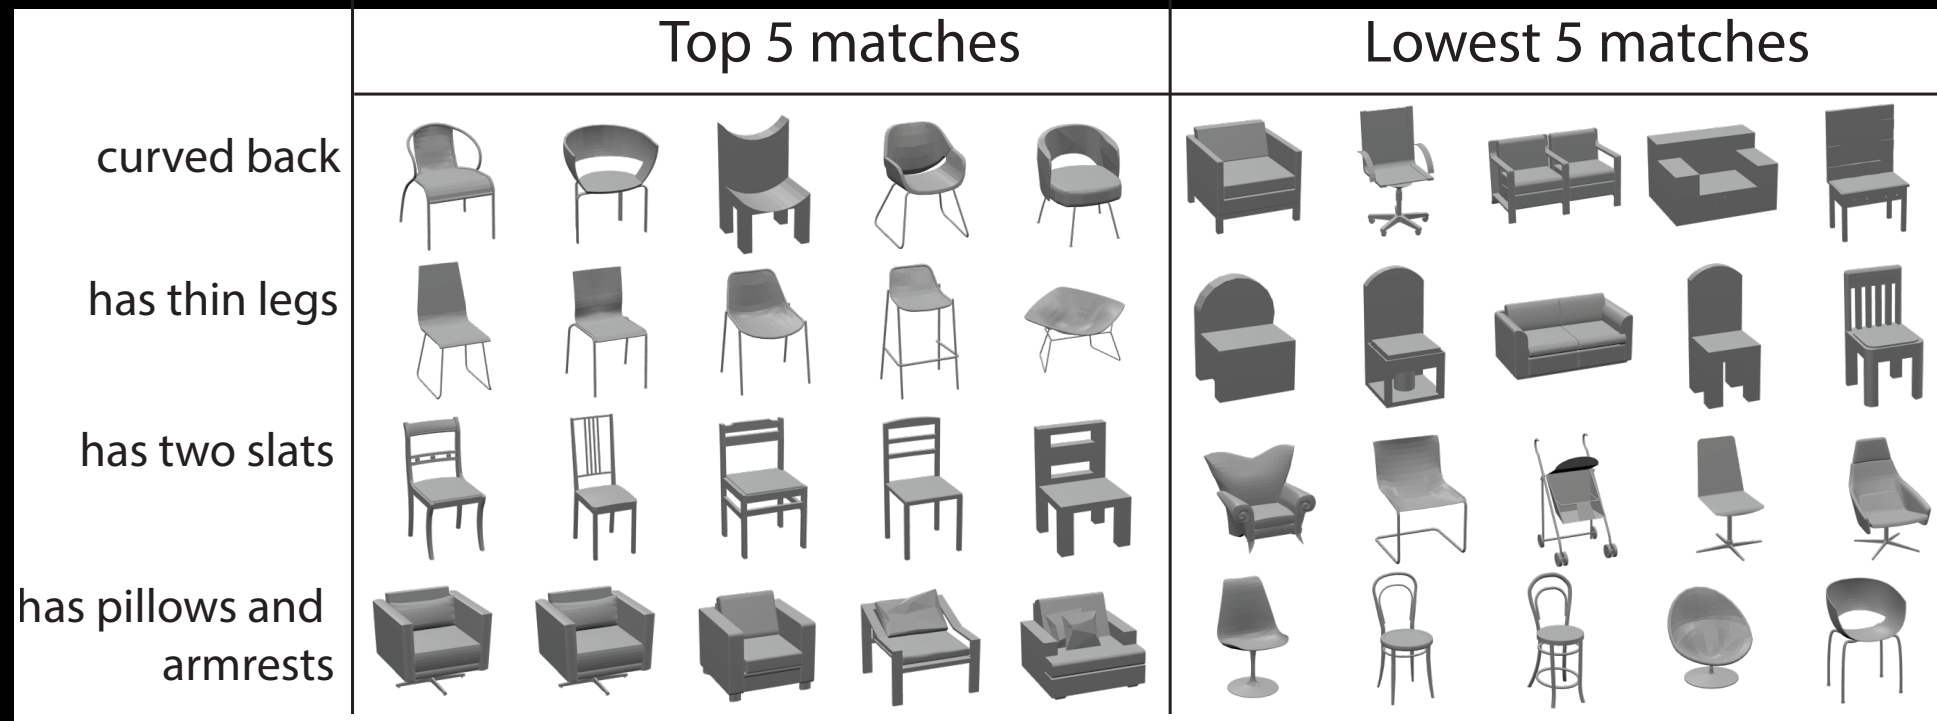 Top 5 matches
Lowest 5 matches
curved back
has thin legs
has two slats
has pillows and
armrests